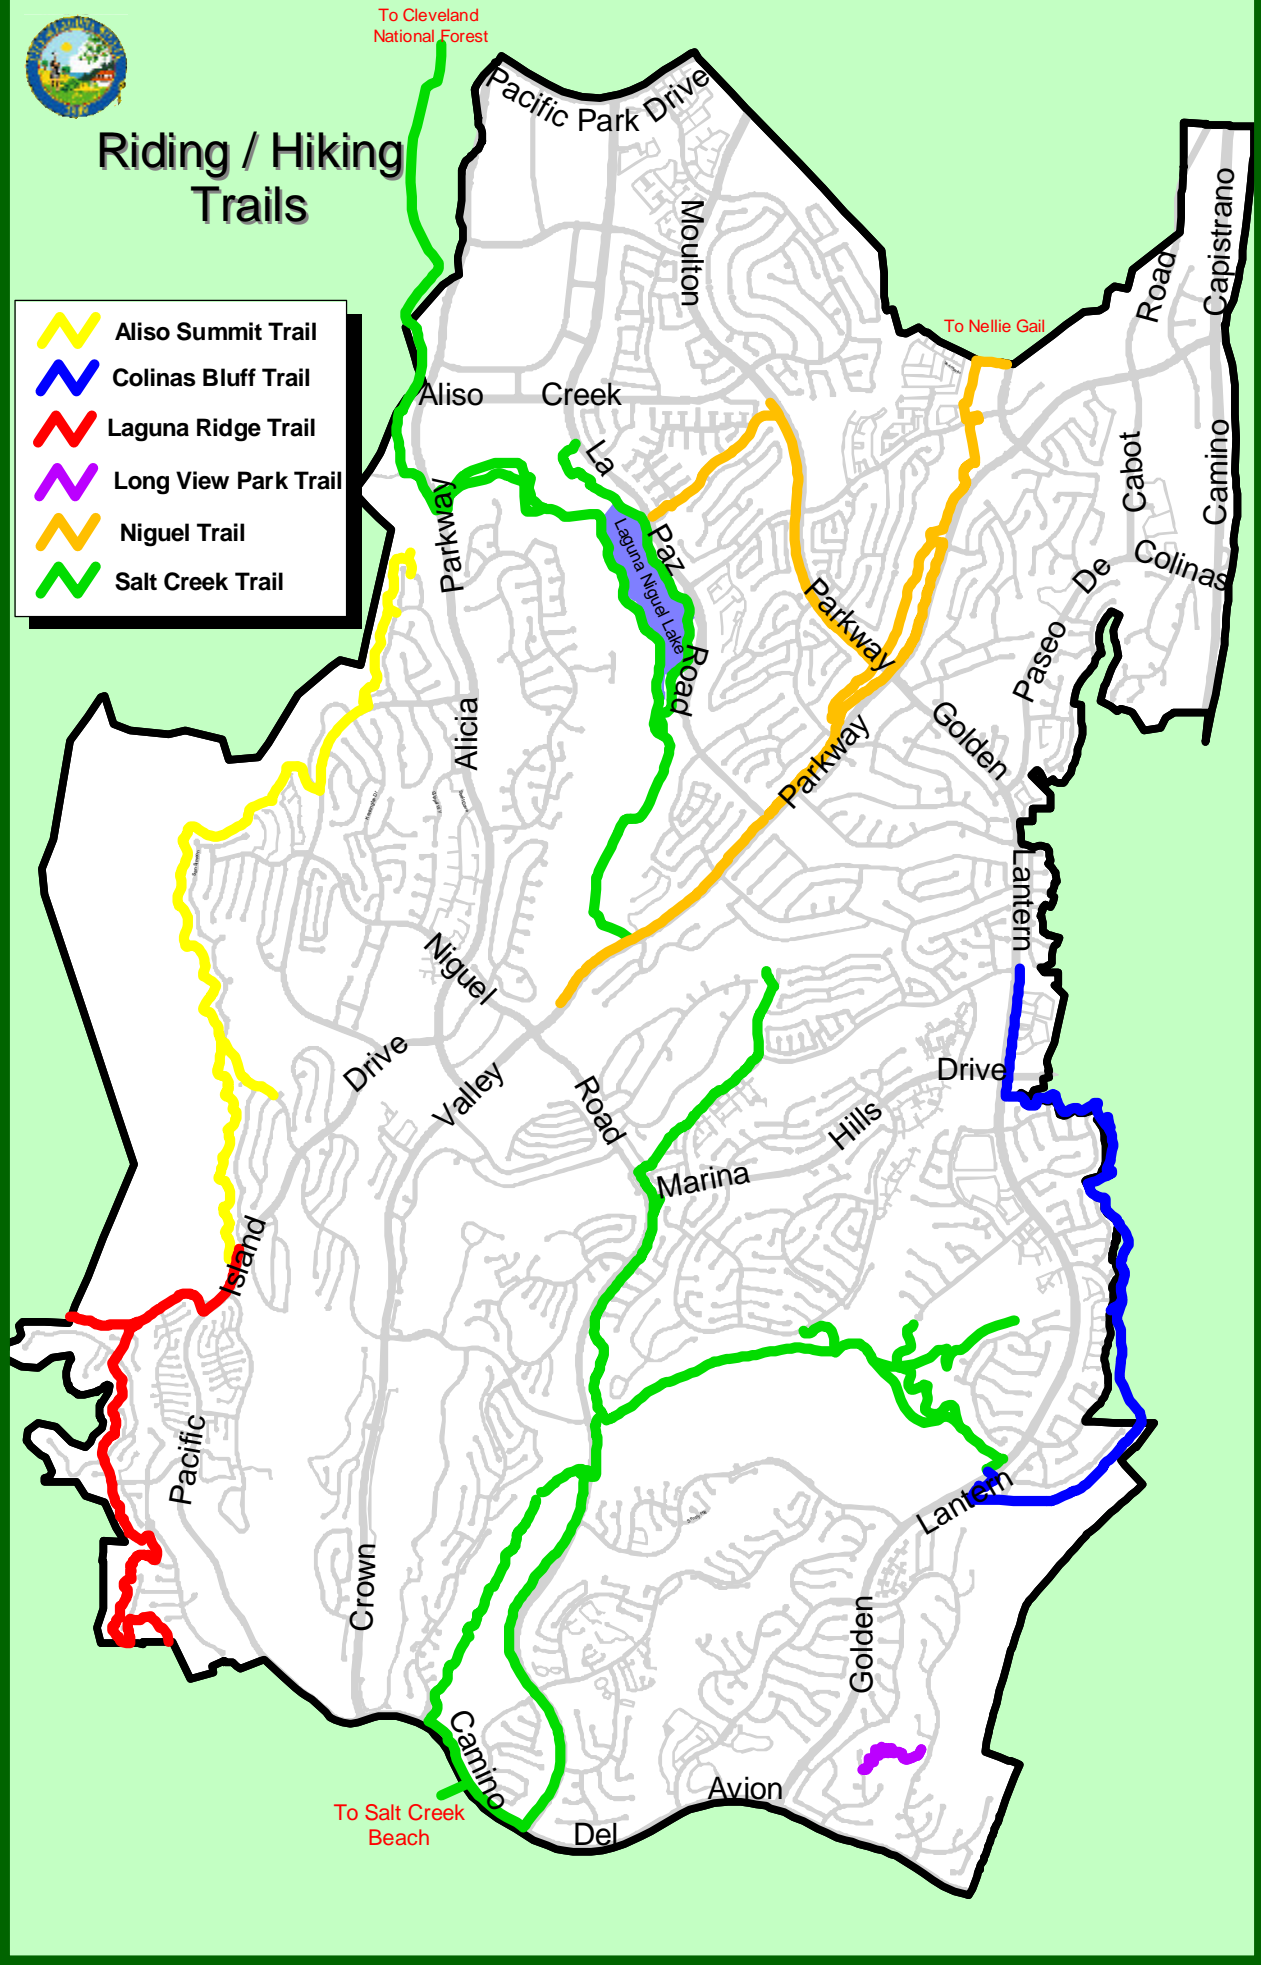 To Cleveland
National Forest
Riding / Hiking
Trails
Pacific Park Drive
Moulton
Road
Capistrano
To Nellie Gail
Aliso Summit Trail
Colinas Bluff Trail
Laguna Ridge Trail
Long View Park Trail
Niguel Trail
Salt Creek Trail
Aliso Creek
La
Paz
Road
Parkway
Laguna Niguel Lake
Cabot
Camino
Colinas
De
Paseo
Parkway
Alicia
Golden
Parkway
Lantern
Niguel
Road
Drive
Valley
Drive
Hills
Marina
Island
Pacific
Crown
Lantern
Golden
Camino
Avion
Del
To Salt Creek
Beach